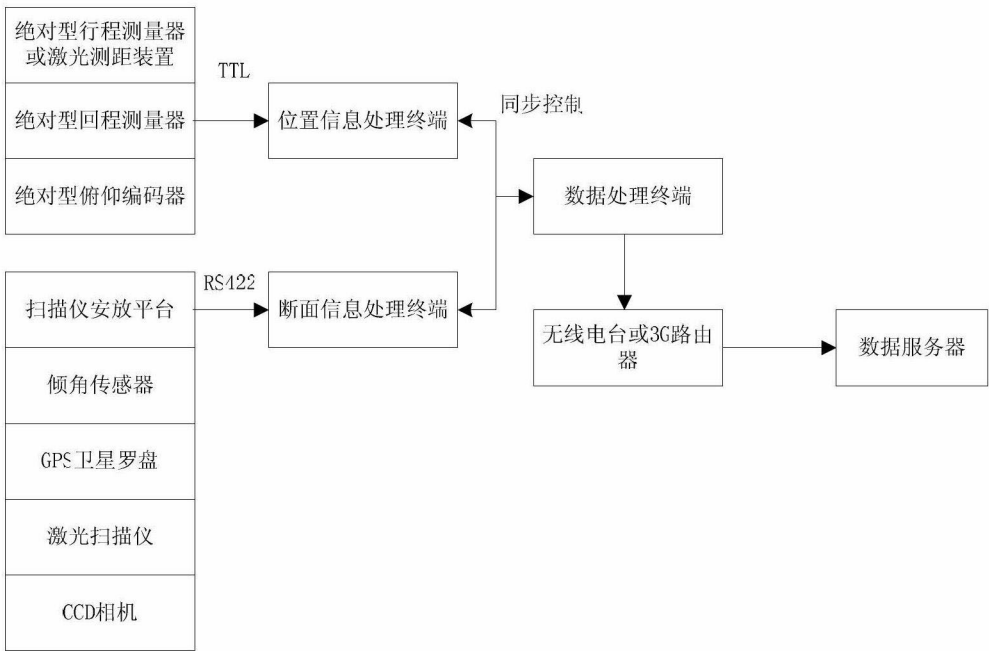 绝对型行程测量器
或激光测距装置
TTL
绝对型回程测量器
位置信息处理终端
同步控制
绝对型俯仰编码器
数据处理终端
扫描仪安放平台
RS422
断面信息处理终端
无线电台或3G路由
器
数据服务器
倾角传感器
GPS卫星罗盘
激光扫描仪
CCD相机